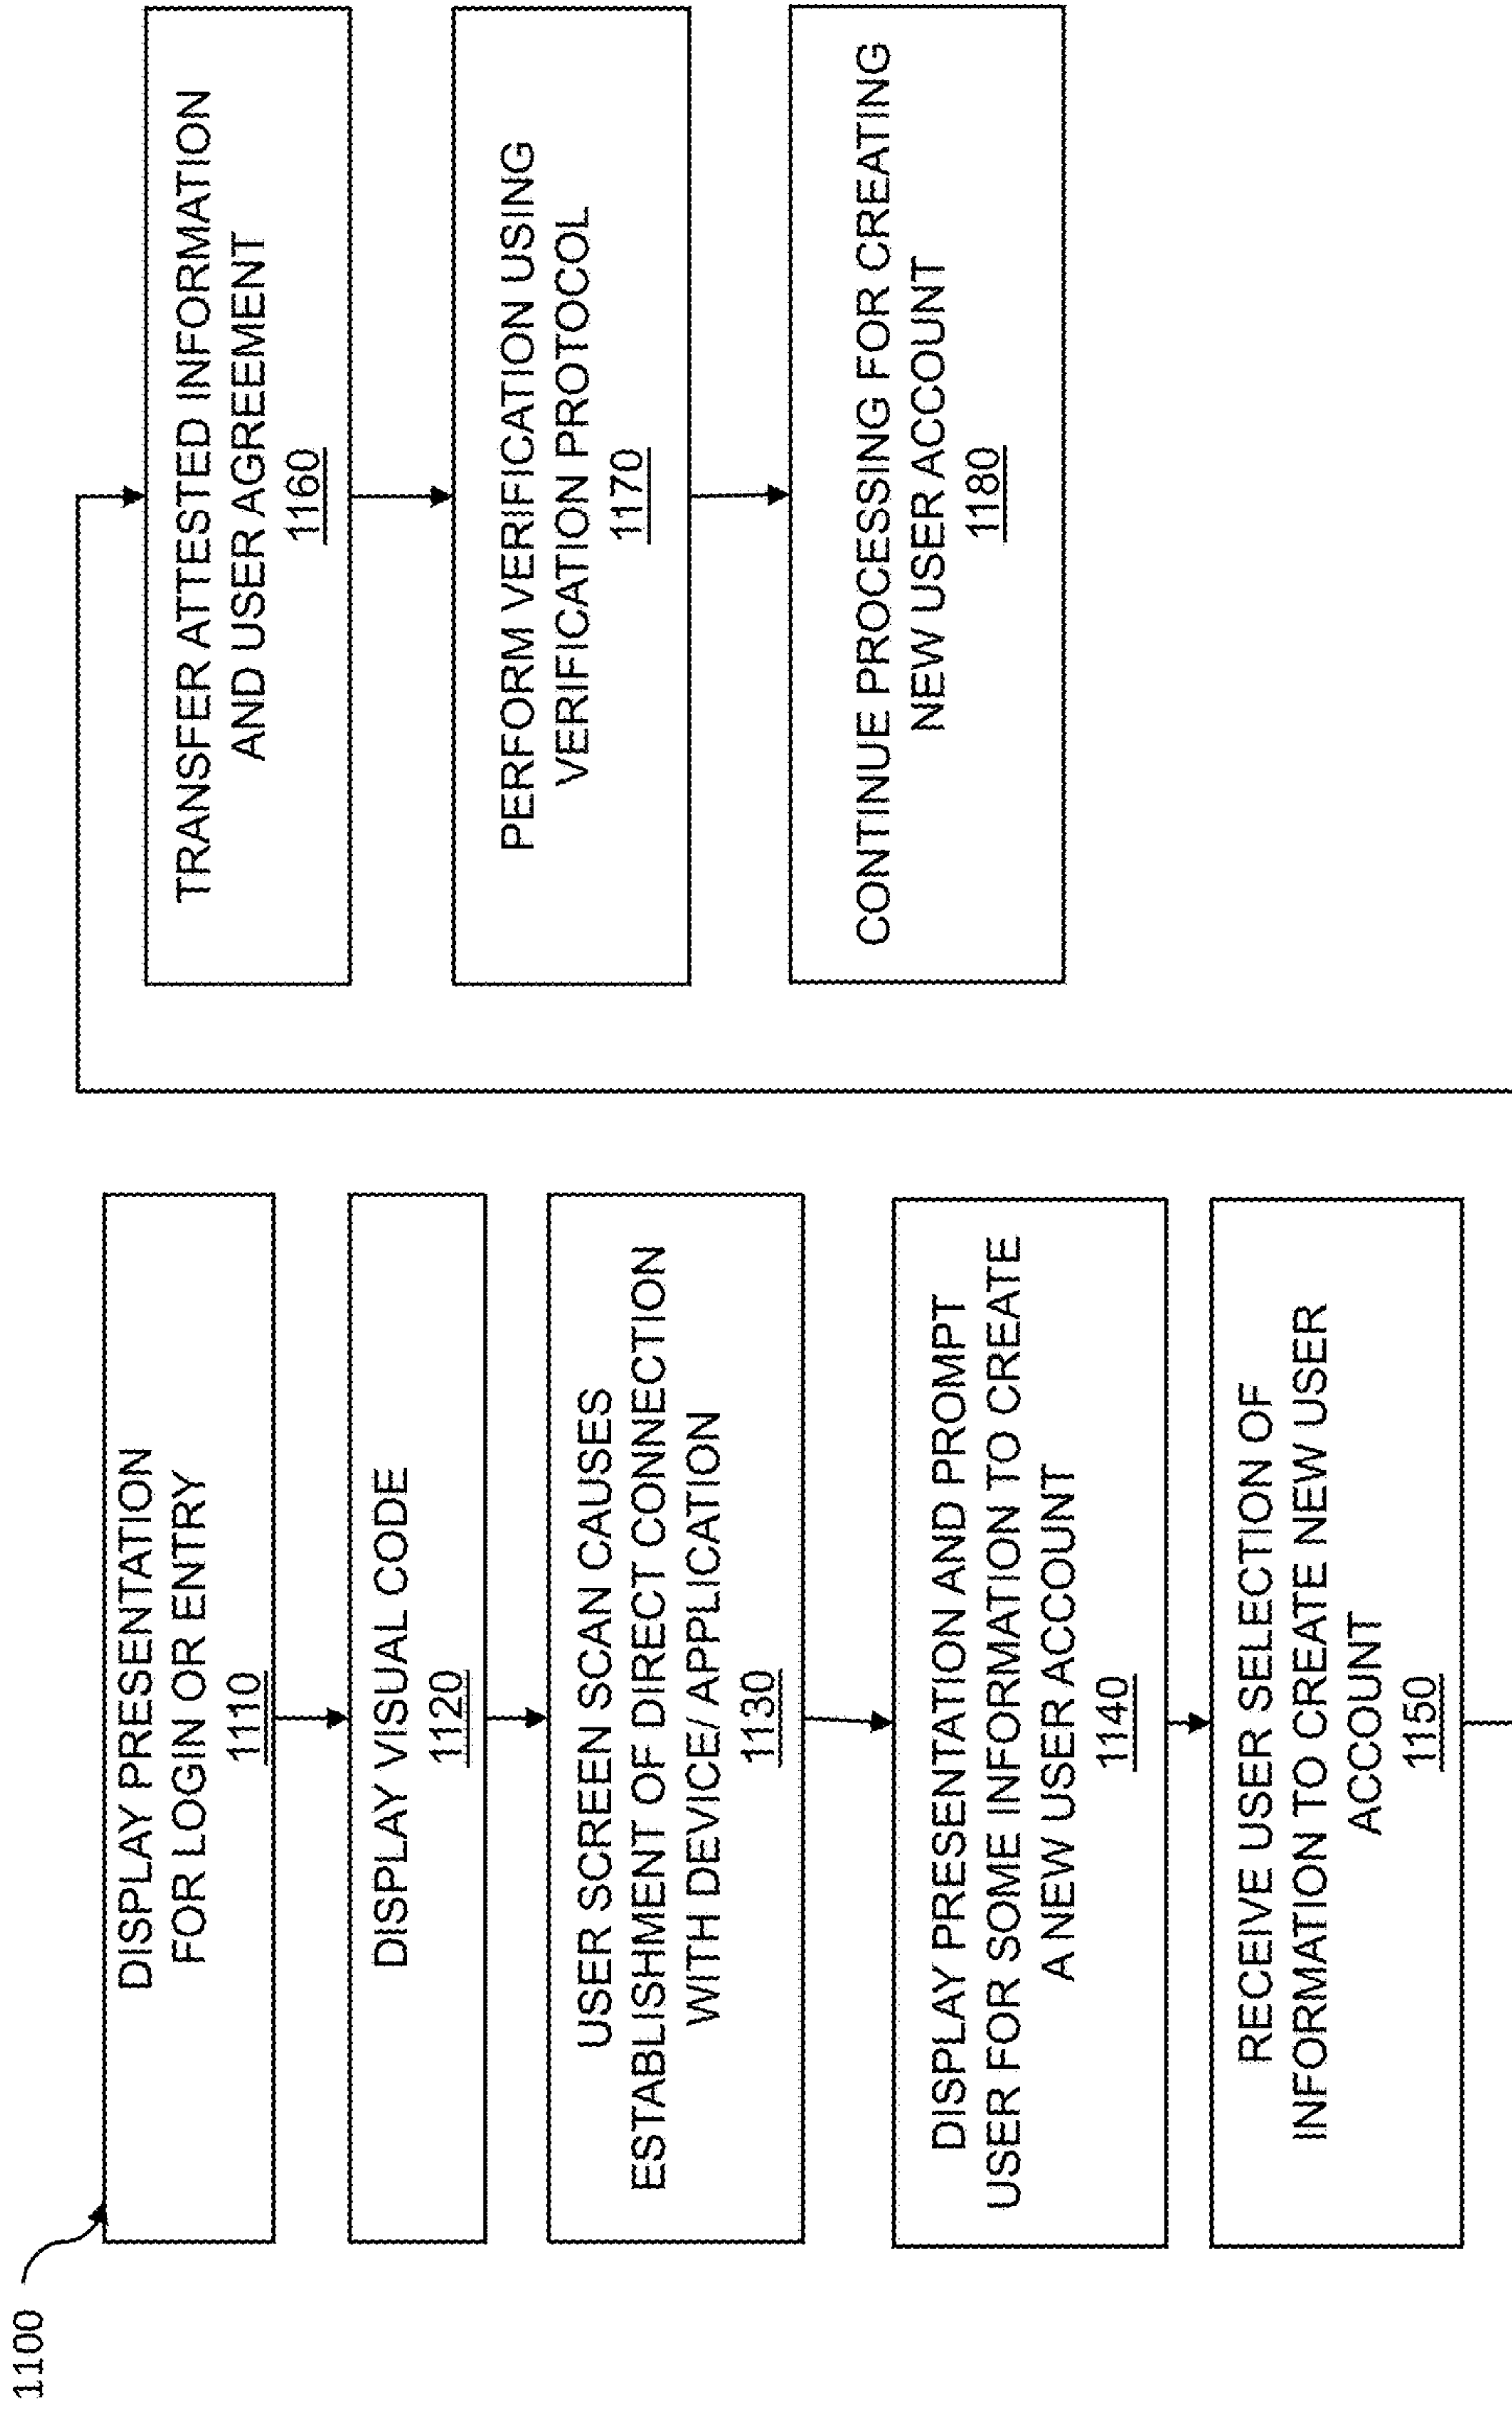 1100
DISPLAY PRESENTATION
FOR LOGIN OR ENTRY
1110
DISPLAY VISUAL CODE
1120
USER SCREEN SCAN CAUSES
ESTABLISHMENT OF DIRECT CONNECTION
WITH DEVICE/ APPLICATION
1130
DISPLAY PRESENTATION AND PROMPT
USER FOR SOME INFORMATION TO CREATE
A NEW USER ACCOUNT
1140
RECEIVE USER SELECTION OF
INFORMATION TO CREATE NEW USER
ACCOUNT
1150
TRANSFER ATTESTED INFORMATION
AND USER AGREEMENT
1160
PERFORM VERIFICATION USING
VERIFICATION PROTOCOL
1170
CONTINUE PROCESSING FOR CREATING
NEW USER ACCOUNT
1180